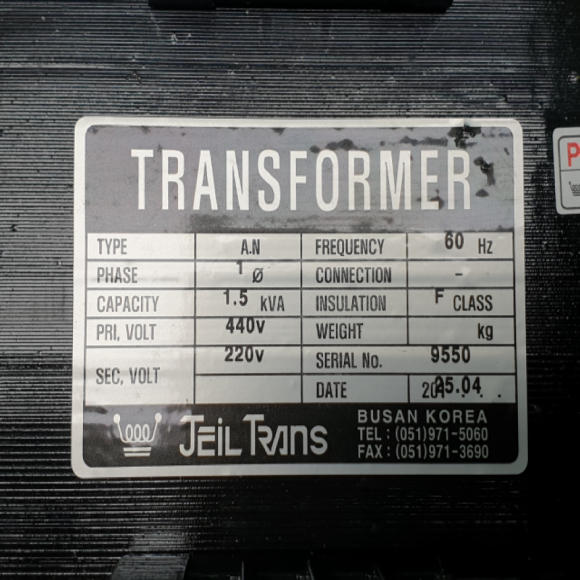 TRANSFORMER
TYPE A.N FREQUENCY 60 Hz
PHASE 1 Ø CONNECTION -
CAPACITY 1.5 kVA INSULATION F CLASS
PRI, VOLT 440v WEIGHT kg
SEC, VOLT 220v SERIAL No. 9550
DATE 25.04
JEIL TRANS
BUSAN KOREA
TEL : (051)971-5060
FAX : (051)971-3690
P